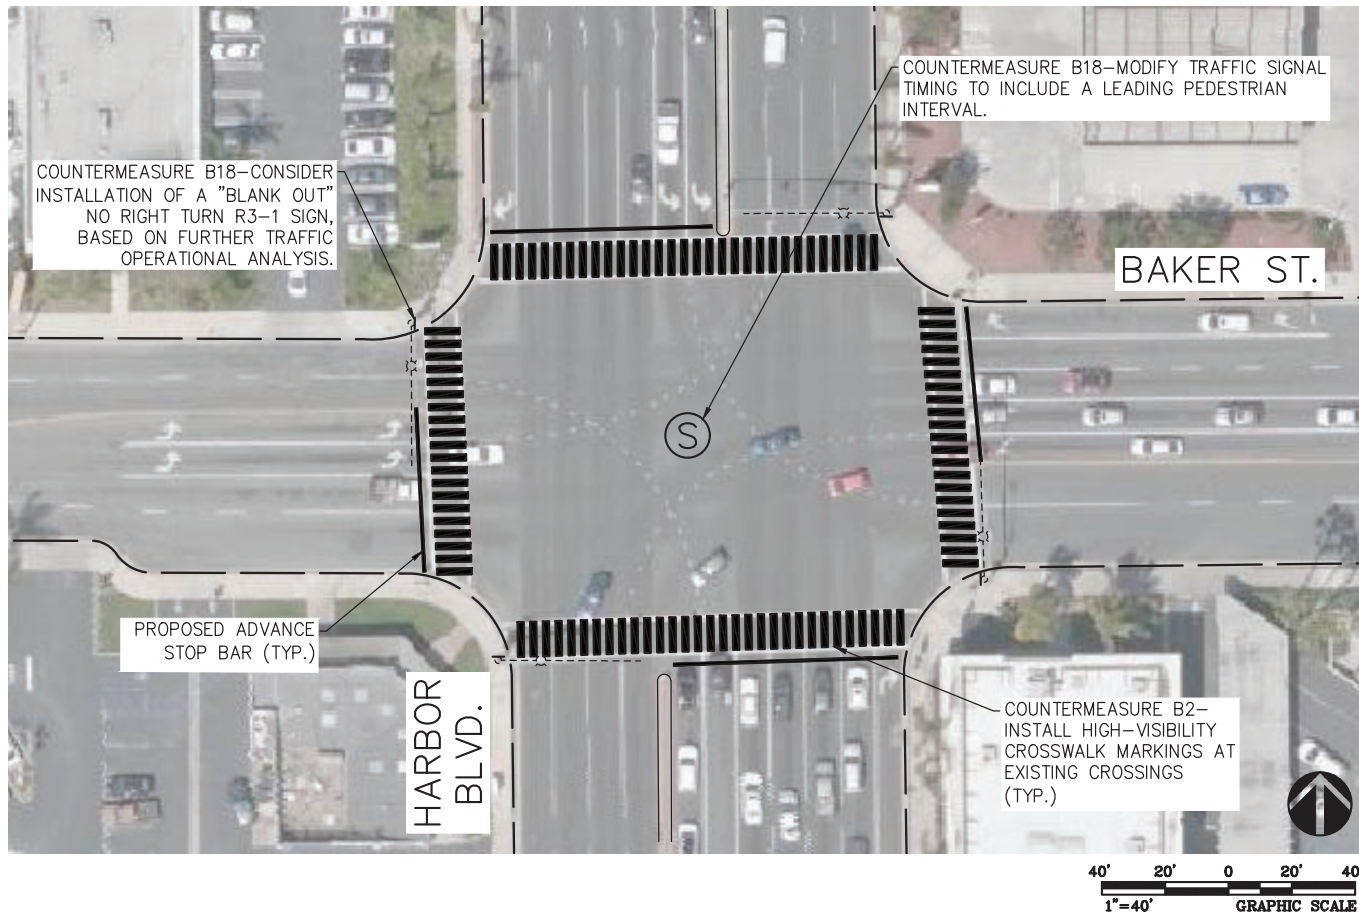 COUNTERMEASURE B18-MODIFY TRAFFIC SIGNAL
TIMING TO INCLUDE A LEADING PEDESTRIAN
INTERVAL.
COUNTERMEASURE B18-CONSIDER
INSTALLATION OF A "BLANK OUT"
NO RIGHT TURN R3-1 SIGN,
BASED ON FURTHER TRAFFIC
OPERATIONAL ANALYSIS.
BAKER ST.
S
PROPOSED ADVANCE
STOP BAR (TYP.)
HARBOR
BLVD.
COUNTERMEASURE B2-
INSTALL HIGH-VISIBILITY
CROSSWALK MARKINGS AT
EXISTING CROSSINGS
(TYP.)
40' 20' 0 20' 40
1"=40' GRAPHIC SCALE